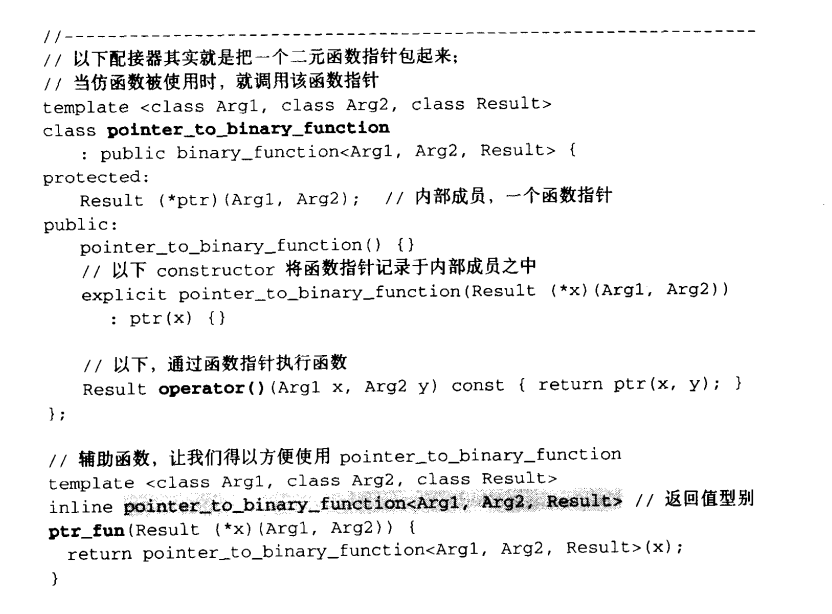 //----------------------------------------------------------------
// 以下配接器其实就是把一个二元函数指针包起来；
// 当仿函数被使用时，就调用该函数指针
template <class Arg1, class Arg2, class Result>
class pointer_to_binary_function
: public binary_function<Arg1, Arg2, Result> {
protected:
Result (*ptr)(Arg1, Arg2); // 内部成员，一个函数指针
public:
pointer_to_binary_function() {}
// 以下 constructor 将函数指针记录于内部成员之中
explicit pointer_to_binary_function(Result (*x)(Arg1, Arg2))
: ptr(x) {}
// 以下，通过函数指针执行函数
Result operator()(Arg1 x, Arg2 y) const { return ptr(x, y); }
};
// 辅助函数，让我们得以方便使用 pointer_to_binary_function
template <class Arg1, class Arg2, class Result>
inline pointer_to_binary_function<Arg1, Arg2, Result> // 返回值型别
ptr_fun(Result (*x)(Arg1, Arg2)) {
return pointer_to_binary_function<Arg1, Arg2, Result>(x);
}